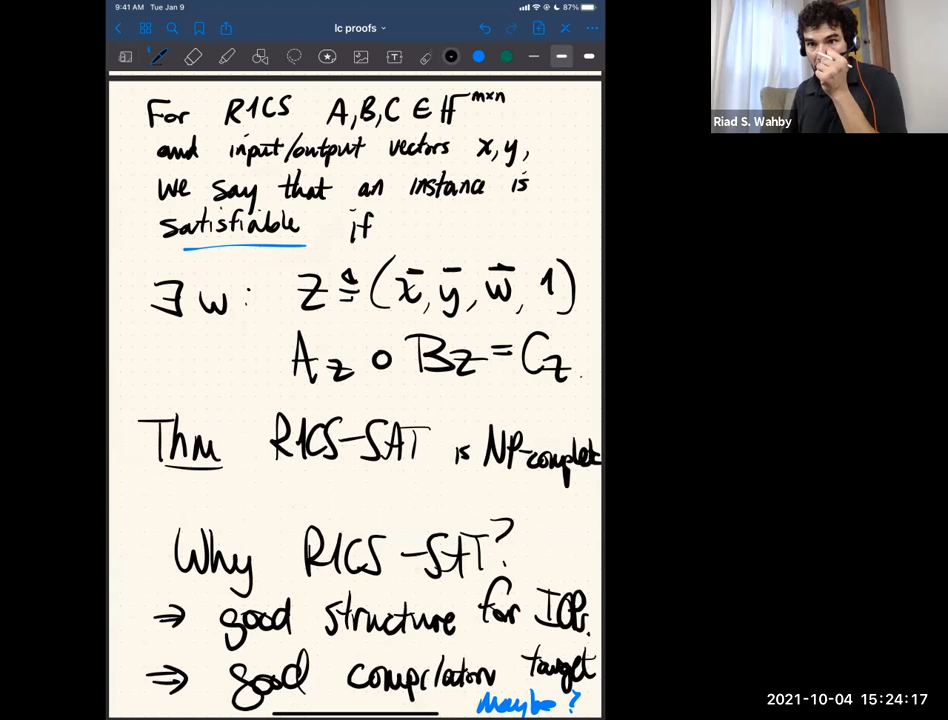 9:41 AM Tue Jan 9
87%
lc proofs
For R1CS A,B,C ∈ 𝔽^{m×n}
and input/output vectors x,y,
we say that an instance is
satisfiable if
∃ w: z ≜ (x̄, ȳ, w̄, 1)
Az ∘ Bz = Cz.
Thm R1CS-SAT is NP-complete
Why R1CS-SAT?
⇒ good structure for IOPs.
⇒ good compilation target
Maybe?
Riad S. Wahby
2021-10-04 15:24:17